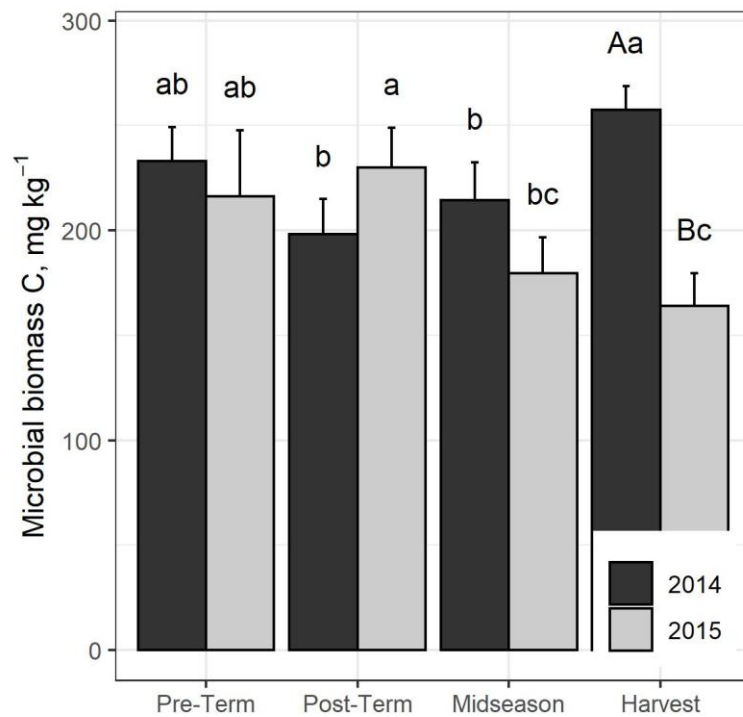 Microbial biomass C, mg kg⁻¹
300
200
100
0
ab
ab
b
a
b
bc
Aa
Bc
2014
2015
Pre-Term Post-Term Midseason Harvest